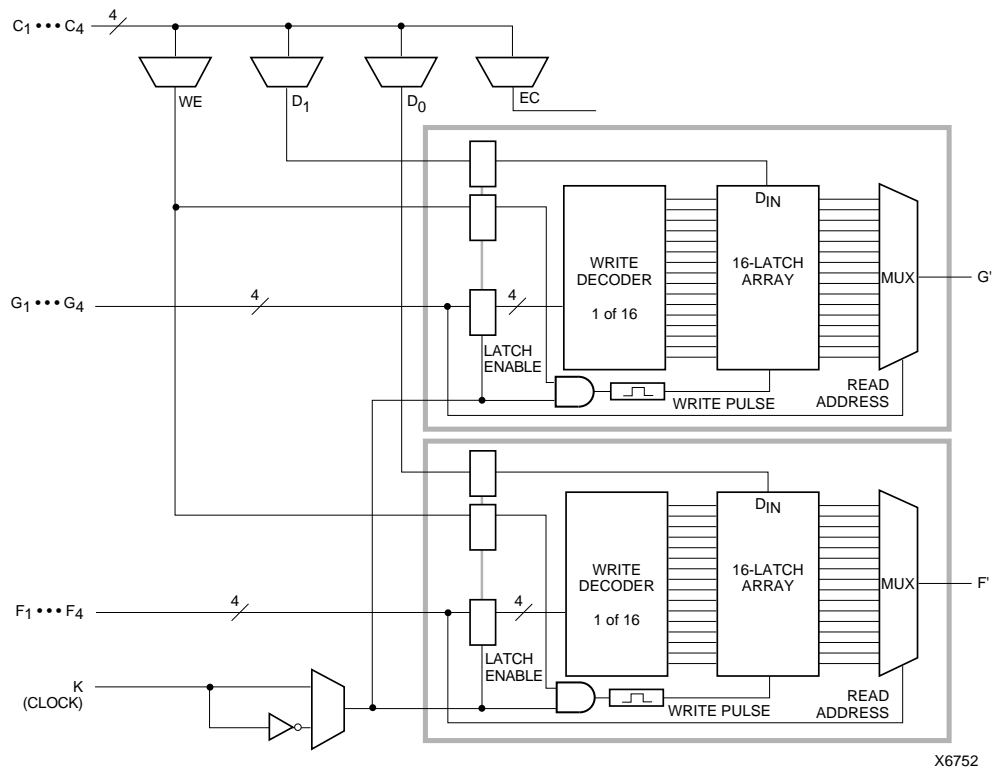 C1 ••• C4
4
WE
D1
D0
EC
DIN
WRITE
DECODER
1 of 16
16-LATCH
ARRAY
MUX
G'
G1 ••• G4
4
4
LATCH
ENABLE
WRITE PULSE
READ
ADDRESS
DIN
WRITE
DECODER
1 of 16
16-LATCH
ARRAY
MUX
F'
F1 ••• F4
4
4
LATCH
ENABLE
WRITE PULSE
READ
ADDRESS
K
(CLOCK)
X6752